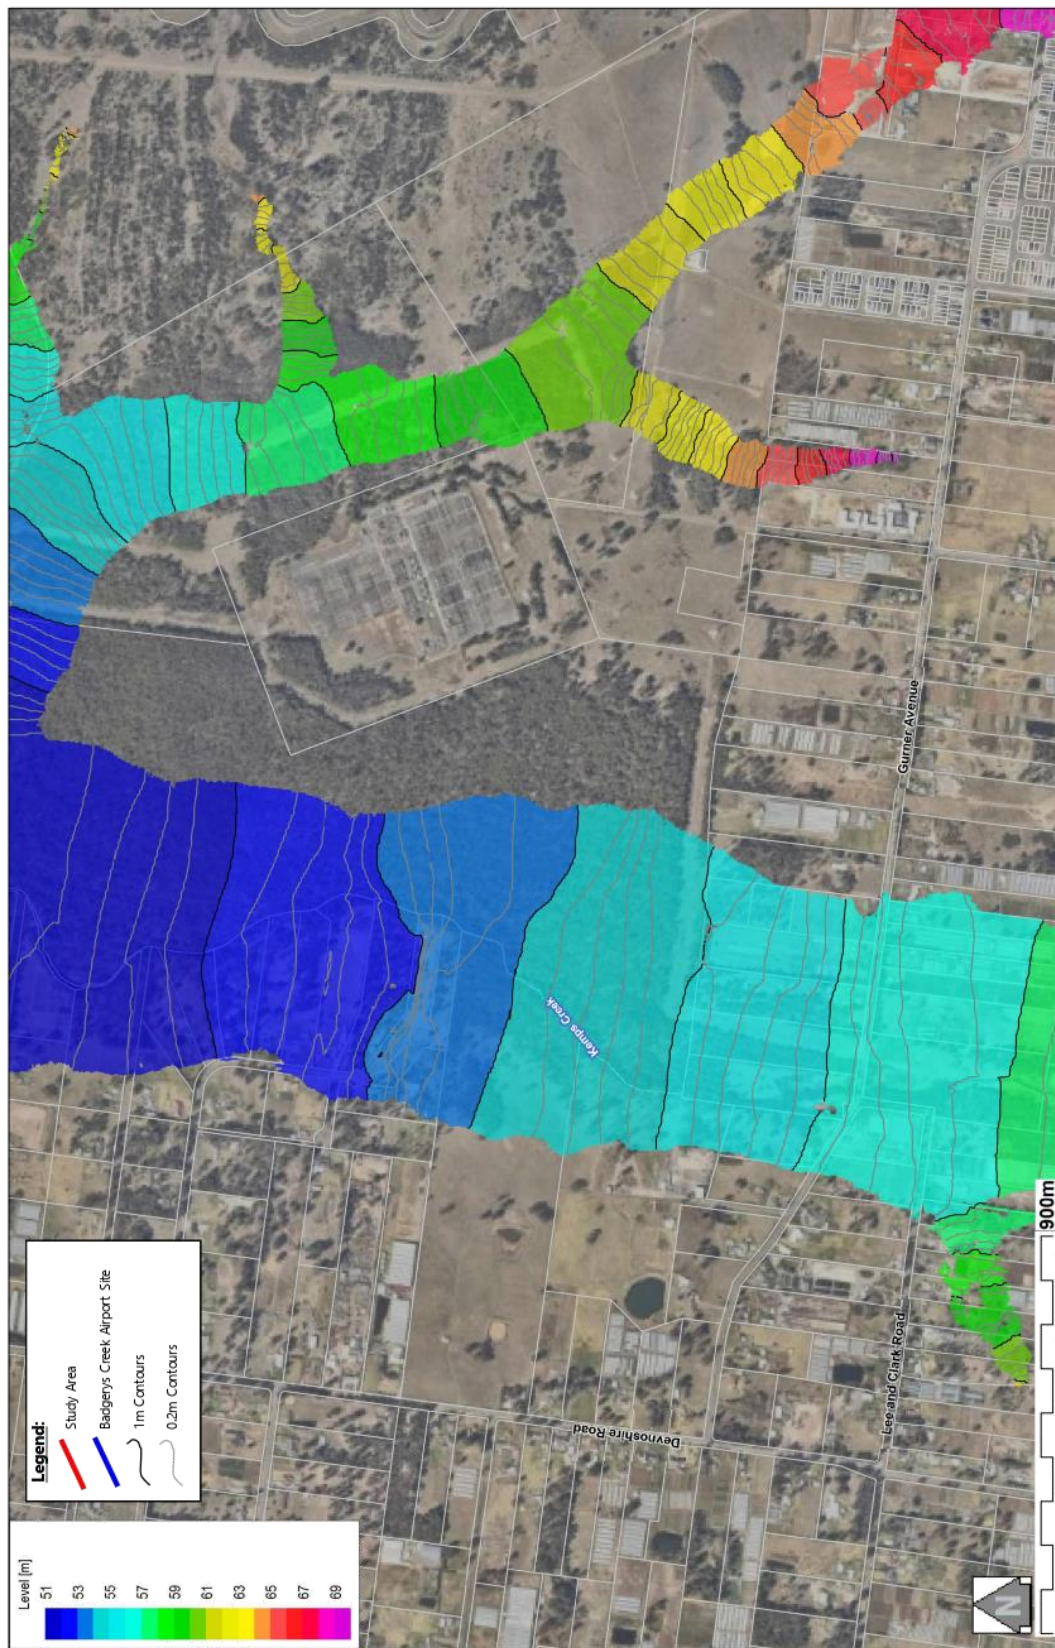 Legend:
Study Area
Badgerys Creek Airport Site
1m Contours
0.2m Contours
Level [m]
51
53
55
57
59
61
63
65
67
69
Kemps Creek
Gurner Avenue
Devnoshire Road
Lee and Clark Road
900m
N